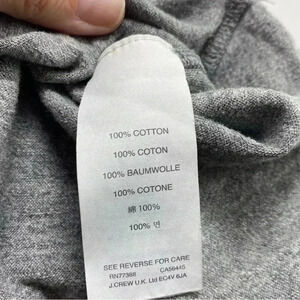 100% COTTON
100% COTON
100% BAUMWOLLE
100% COTONE
綿 100%
100% 면
SEE REVERSE FOR CARE
RN77388 CA56445
J.CREW U.K. Ltd EC4V 6JA